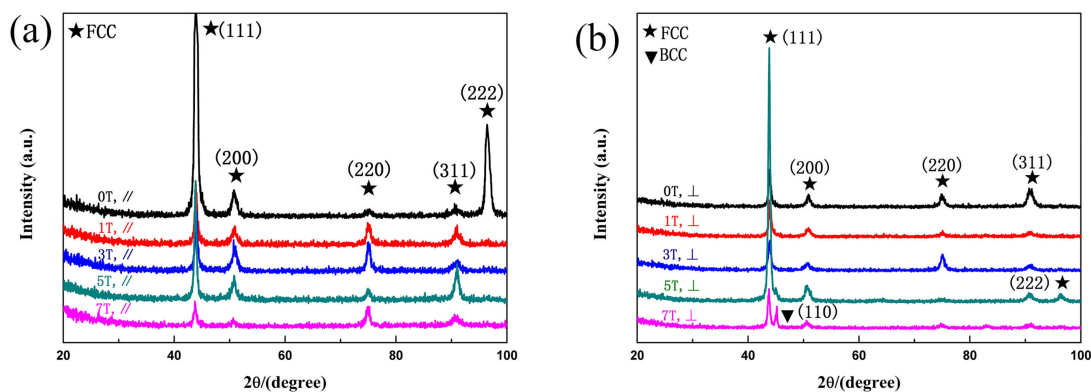 (a)
★FCC
★(111)
(222)
★
(200)
★
(220)
★
(311)
★
0T, //
1T, //
3T, //
5T, //
7T, //
Intensity (a.u.)
20 40 60 80 100
2θ/(degree)
(b)
★ FCC
▼ BCC
★ (111)
(200)
★
(220)
★
(311)
★
0T, ⊥
1T, ⊥
3T, ⊥
5T, ⊥
(222) ★
7T, ⊥
▼ (110)
Intensity (a.u.)
20 40 60 80 100
2θ/(degree)